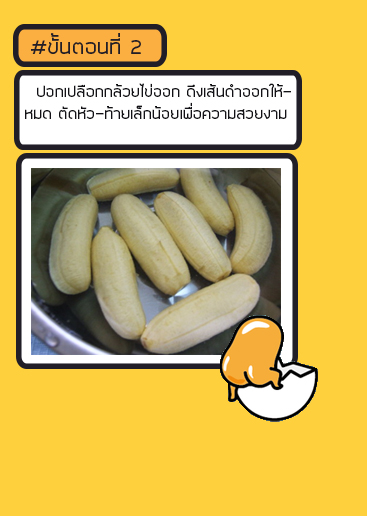 #ขั้นตอนที่ 2
ปอกเปลือกกล้วยไข่ออก ดึงเส้นดำออกให้-
หมด ตัดหัว-ท้ายเล็กน้อยเพื่อความสวยงาม